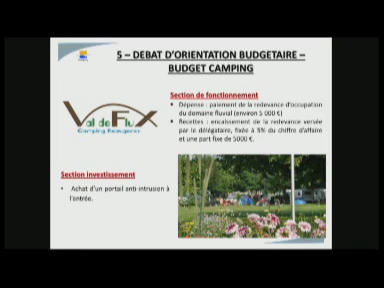 5 – DEBAT D'ORIENTATION BUDGETAIRE –
BUDGET CAMPING
Val de FluX
Camping Beaugency
Section de fonctionnement
• Dépense : paiement de la redevance d'occupation
du domaine fluvial (environ 5 000 €)
• Recettes : encaissement de la redevance versée
par le délégataire, fixée à 5% du chiffre d'affaire
et une part fixe de 5000 €.
Section investissement
• Achat d'un portail anti-intrusion à
l'entrée.